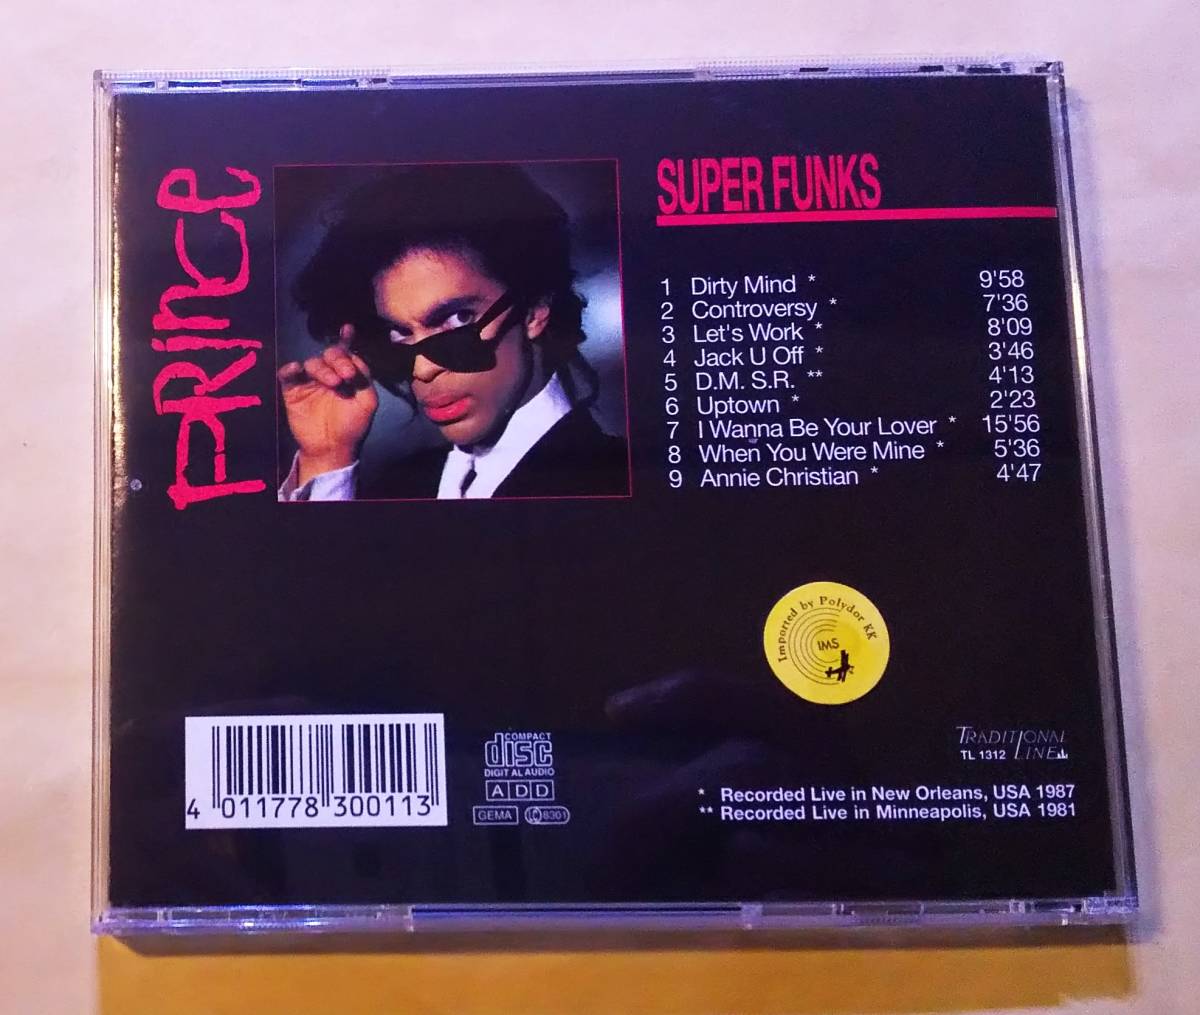 PRINCE
SUPER FUNKS
1 Dirty Mind * 9'58
2 Controversy * 7'36
3 Let's Work * 8'09
4 Jack U Off * 3'46
5 D.M. S.R. ** 4'13
6 Uptown * 2'23
7 I Wanna Be Your Lover * 15'56
8 When You Were Mine * 5'36
9 Annie Christian * 4'47
Imported by Polydor KK
IMS
TRADITIONAL
LINE
TL 1312
COMPACT
disc
DIGITAL AUDIO
A D D
GEMA LC 8301
4 011778 300113
* Recorded Live in New Orleans, USA 1987
** Recorded Live in Minneapolis, USA 1981